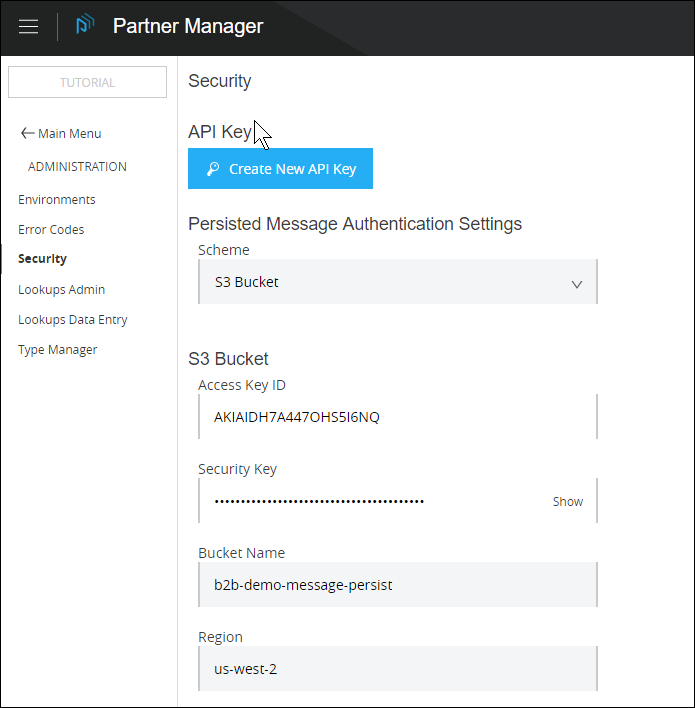 Partner Manager
TUTORIAL
Main Menu
ADMINISTRATION
Environments
Error Codes
Security
Lookups Admin
Lookups Data Entry
Type Manager
Security
API Key
Create New API Key
Persisted Message Authentication Settings
Scheme
S3 Bucket
S3 Bucket
Access Key ID
AKIAIDH7A447OHS5I6NQ
Security Key
Show
Bucket Name
b2b-demo-message-persist
Region
us-west-2